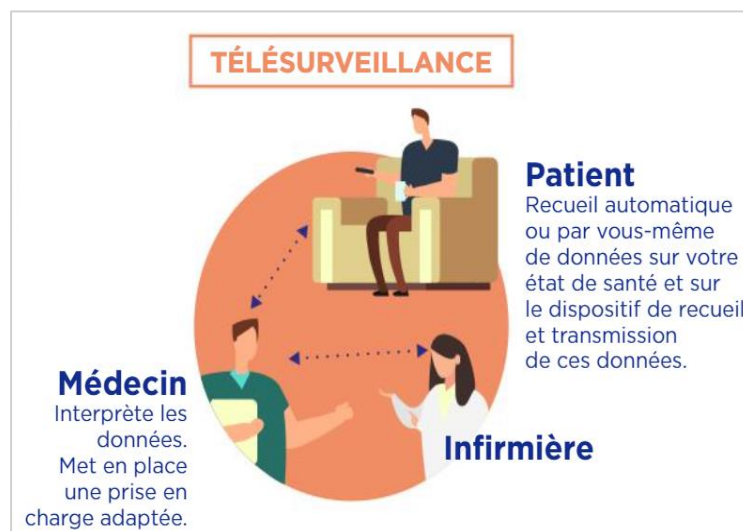 TÉLÉSURVEILLANCE
Patient
Recueil automatique
ou par vous-même
de données sur votre
état de santé et sur
le dispositif de recueil
et transmission
de ces données.
Médecin
Interprète les
données.
Met en place
une prise en
charge adaptée.
Infirmière